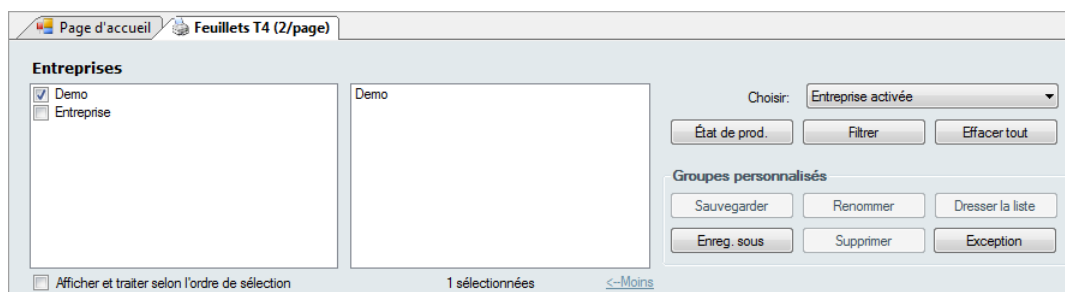 Page d'accueil
Feuillets T4 (2/page)
Entreprises
Demo
Entreprise
Demo
Choisir:
Entreprise activée
État de prod.
Filtrer
Effacer tout
Groupes personnalisés
Sauvegarder
Renommer
Dresser la liste
Enreg. sous
Supprimer
Exception
Afficher et traiter selon l'ordre de sélection
1 sélectionnées
<--Moins